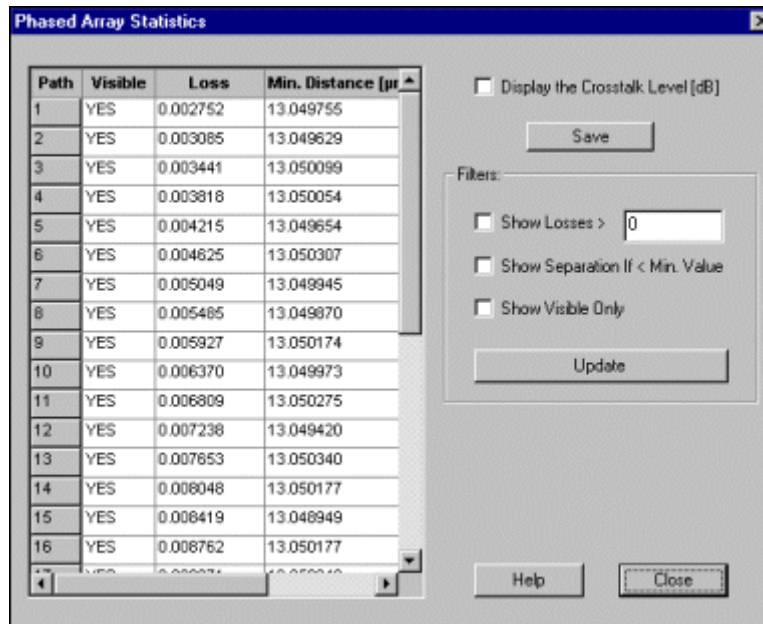 Phased Array Statistics
Path Visible Loss Min. Distance [µr
1 YES 0.002752 13.049755
2 YES 0.003085 13.049629
3 YES 0.003441 13.050099
4 YES 0.003818 13.050054
5 YES 0.004215 13.049654
6 YES 0.004625 13.050307
7 YES 0.005049 13.049945
8 YES 0.005485 13.049870
9 YES 0.005927 13.050174
10 YES 0.006370 13.049973
11 YES 0.006809 13.050275
12 YES 0.007238 13.049420
13 YES 0.007653 13.050340
14 YES 0.008048 13.050177
15 YES 0.008419 13.048949
16 YES 0.008762 13.050177
Display the Crosstalk Level [dB]
Save
Filters:
Show Losses > 0
Show Separation If < Min. Value
Show Visible Only
Update
Help Close